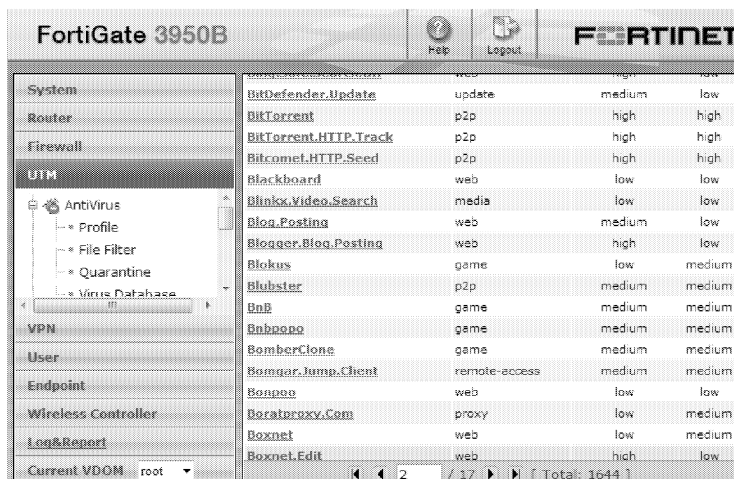 FortiGate 3950B
Help
Logout
FORTINET
System
Router
Firewall
UTM
AntiVirus
Profile
File Filter
Quarantine
Virus Database
VPN
User
Endpoint
Wireless Controller
Log&Report
Current VDOM root
web high low
BitDefender.Update update medium low
BitTorrent p2p high high
BitTorrent.HTTP.Track p2p high high
Bitcomet.HTTP.Seed p2p high high
Blackboard web low low
Blinkx.Video.Search media low low
Blog.Posting web medium low
Blogger.Blog.Posting web high low
Blokus game low medium
Blubster p2p medium medium
BnB game medium medium
Bnbpopo game medium medium
BomberClone game medium medium
Bomgar.Jump.Client remote-access medium medium
Bonpoo web low low
Boratproxy.Com proxy low medium
Boxnet web low medium
Boxnet.Edit web high low
2 / 17 [ Total: 1644 ]